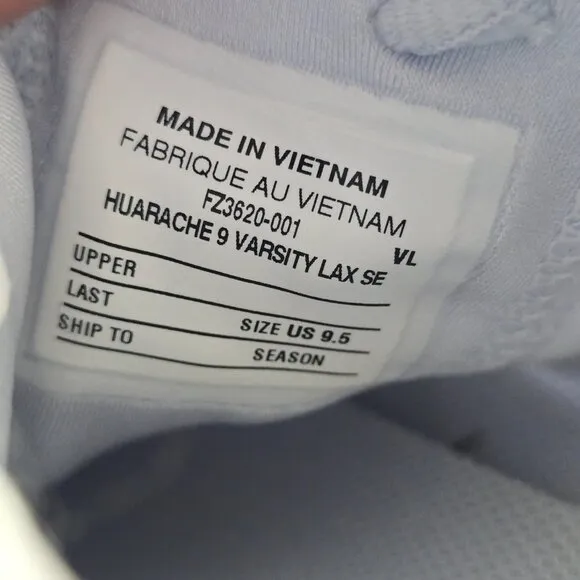 MADE IN VIETNAM
FABRIQUE AU VIETNAM
FZ3620-001 VL
HUARACHE 9 VARSITY LAX SE
UPPER
LAST SIZE US 9.5
SHIP TO SEASON